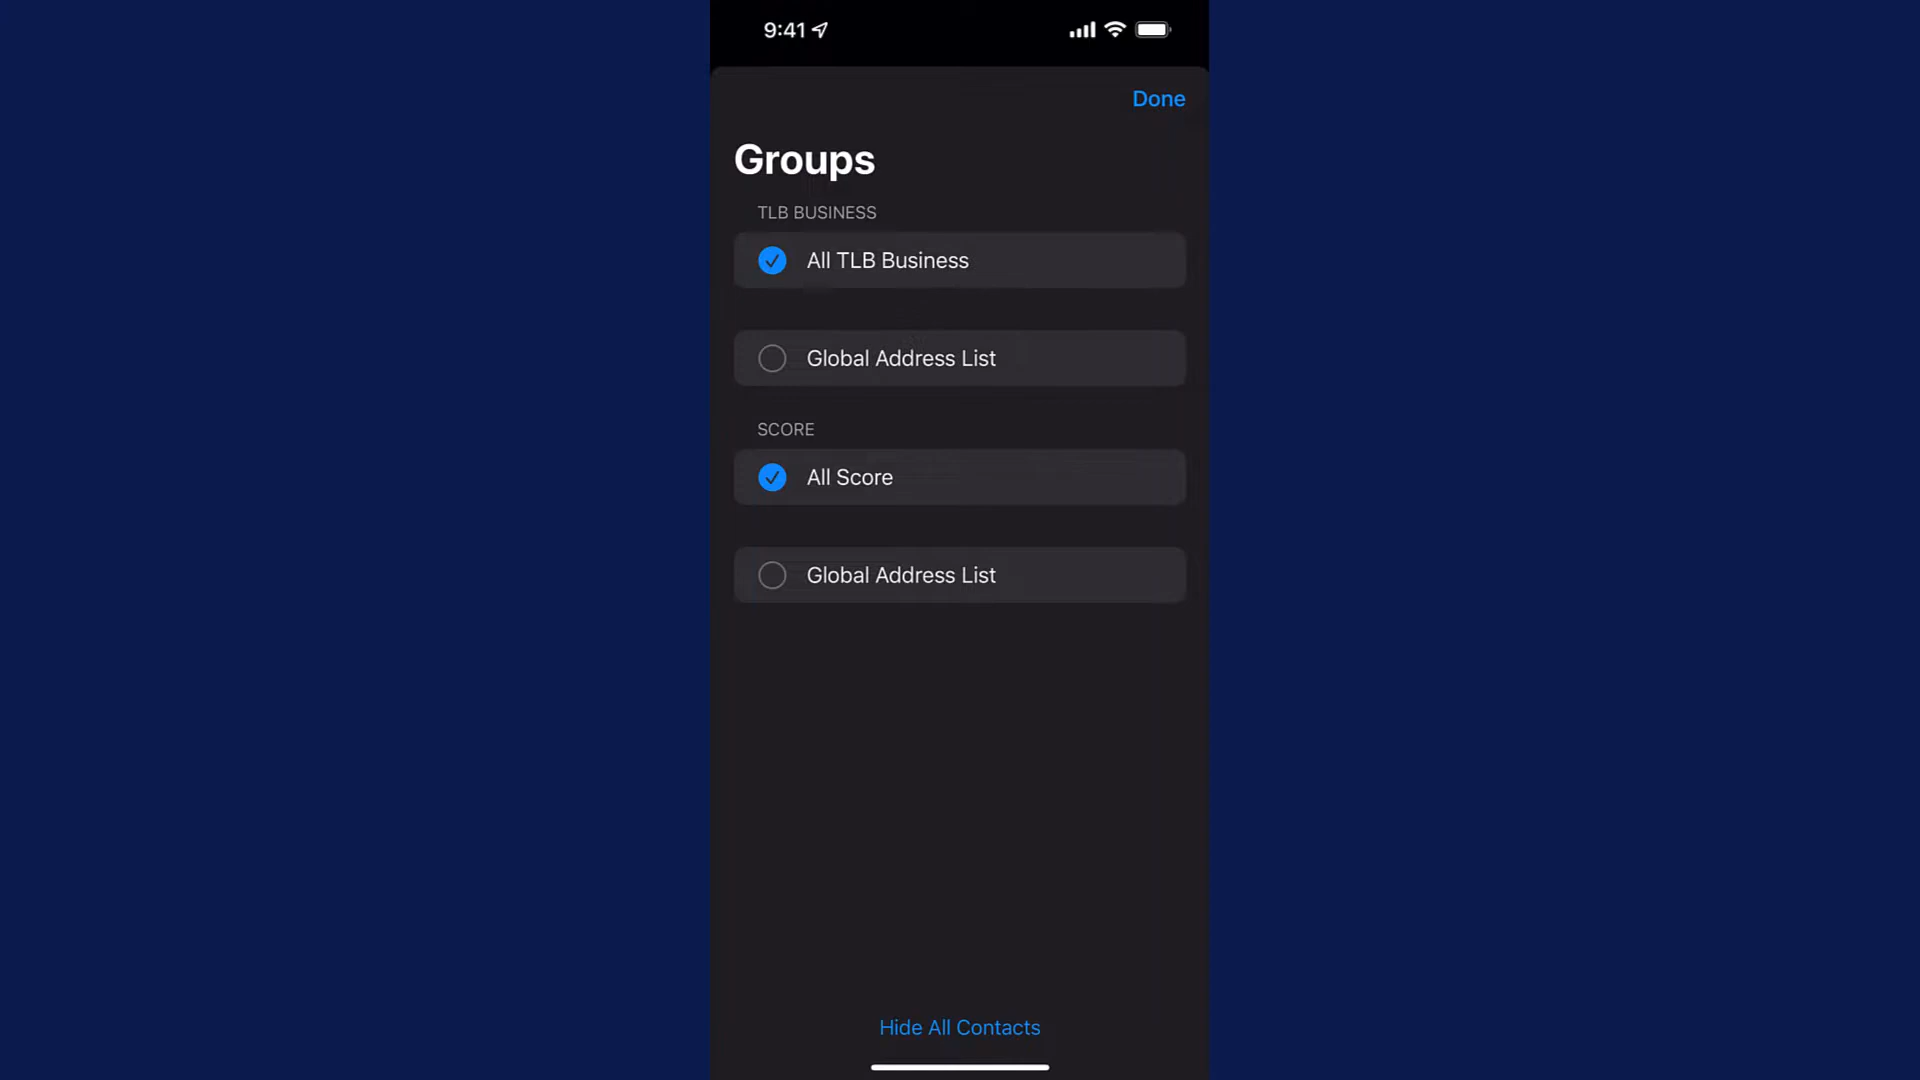 9:41
Done
Groups
TLB BUSINESS
All TLB Business
Global Address List
SCORE
All Score
Global Address List
Hide All Contacts